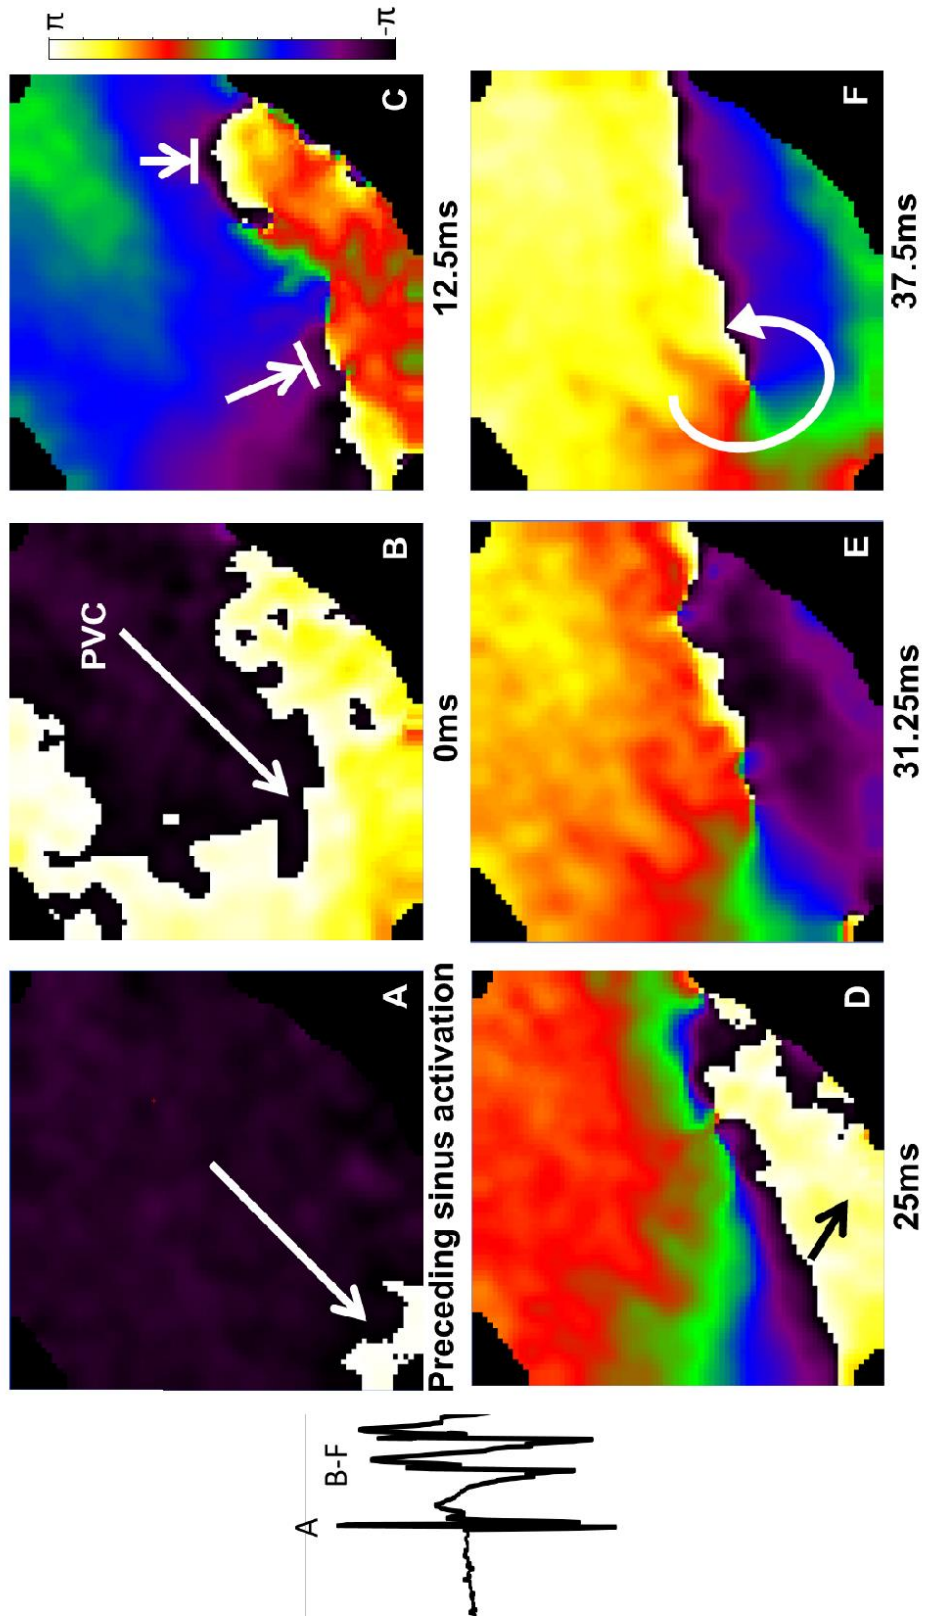 A
B-F
A
Preceding sinus activation
PVC
B
0ms
C
12.5ms
π
-π
D
25ms
E
31.25ms
F
37.5ms